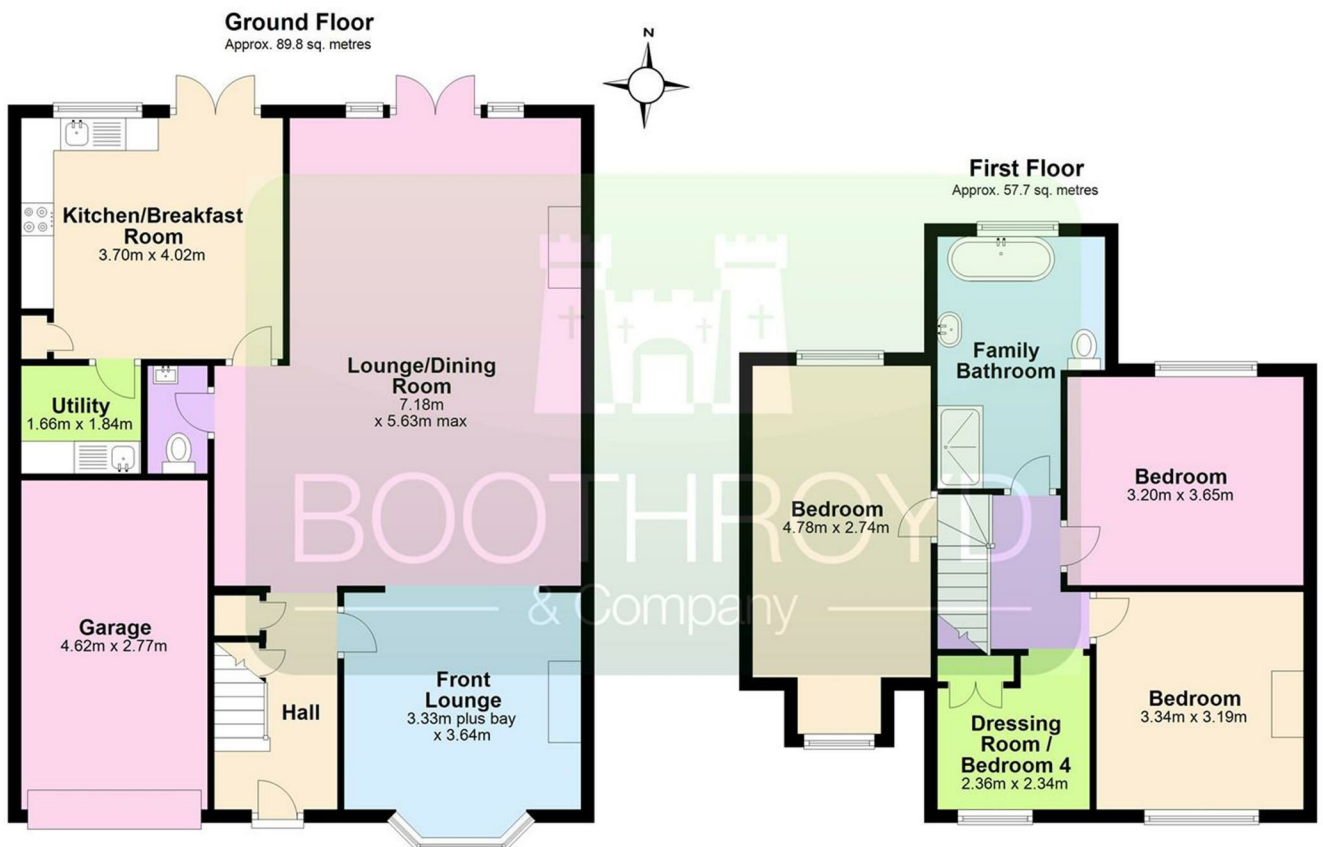 Ground Floor
Approx. 89.8 sq. metres
N
Kitchen/Breakfast
Room
3.70m x 4.02m
Lounge/Dining
Room
7.18m
x 5.63m max
Utility
1.66m x 1.84m
Garage
4.62m x 2.77m
Hall
Front
Lounge
3.33m plus bay
x 3.64m
First Floor
Approx. 57.7 sq. metres
Family
Bathroom
Bedroom
3.20m x 3.65m
Bedroom
4.78m x 2.74m
Bedroom
3.34m x 3.19m
Dressing
Room /
Bedroom 4
2.36m x 2.34m
BOOTHROYD
& Company